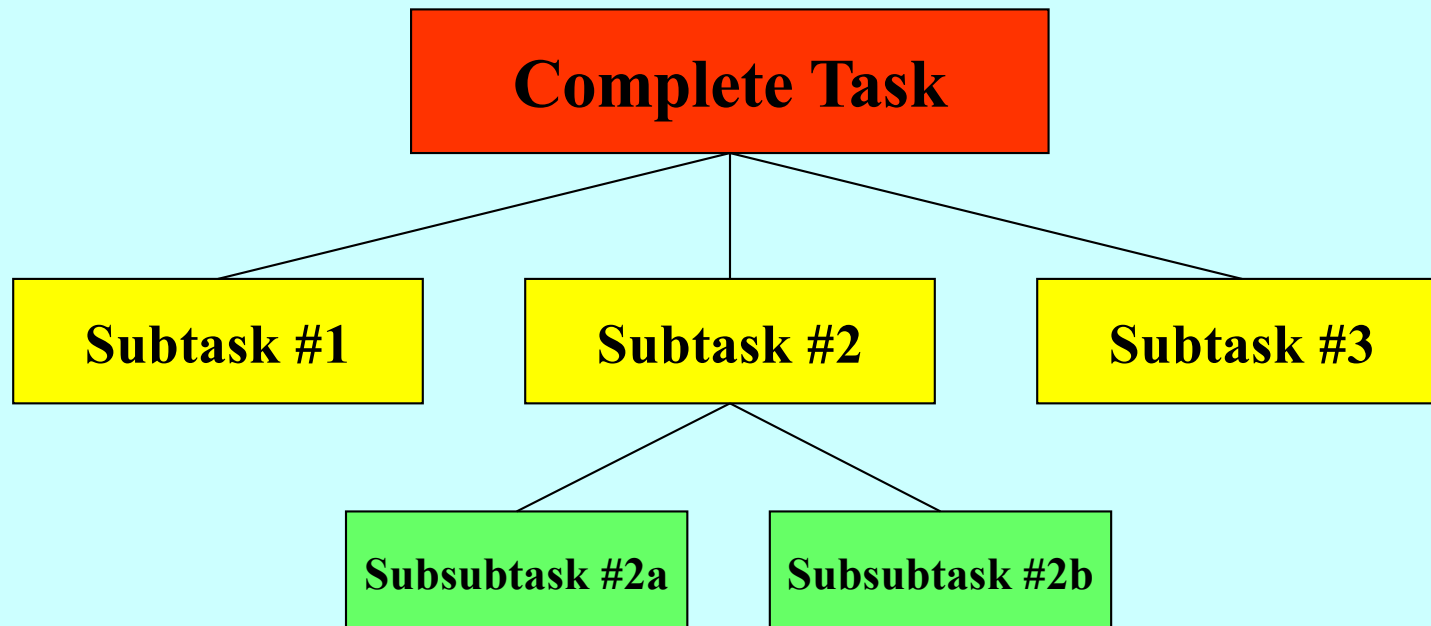 Complete Task
Subtask #1
Subtask #2
Subtask #3
Subsubtask #2a
Subsubtask #2b